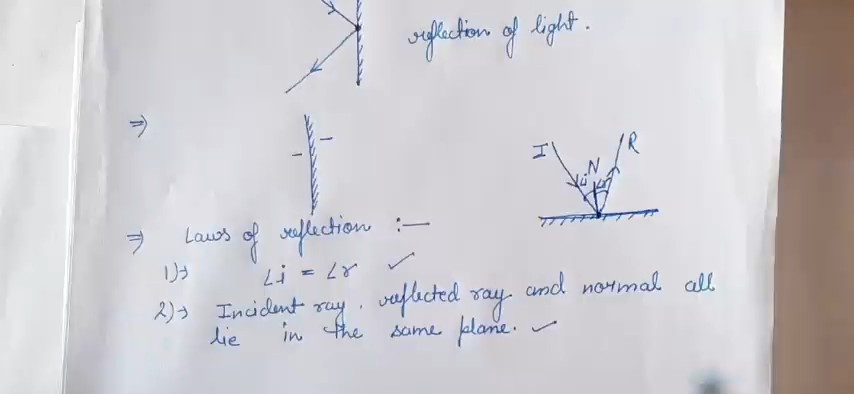 reflection of light.
⇒
I N R
∠i ∠r
⇒ Laws of reflection :—
1)→ ∠i = ∠r ✓
2)→ Incident ray, reflected ray and normal all
lie in the same plane. ✓